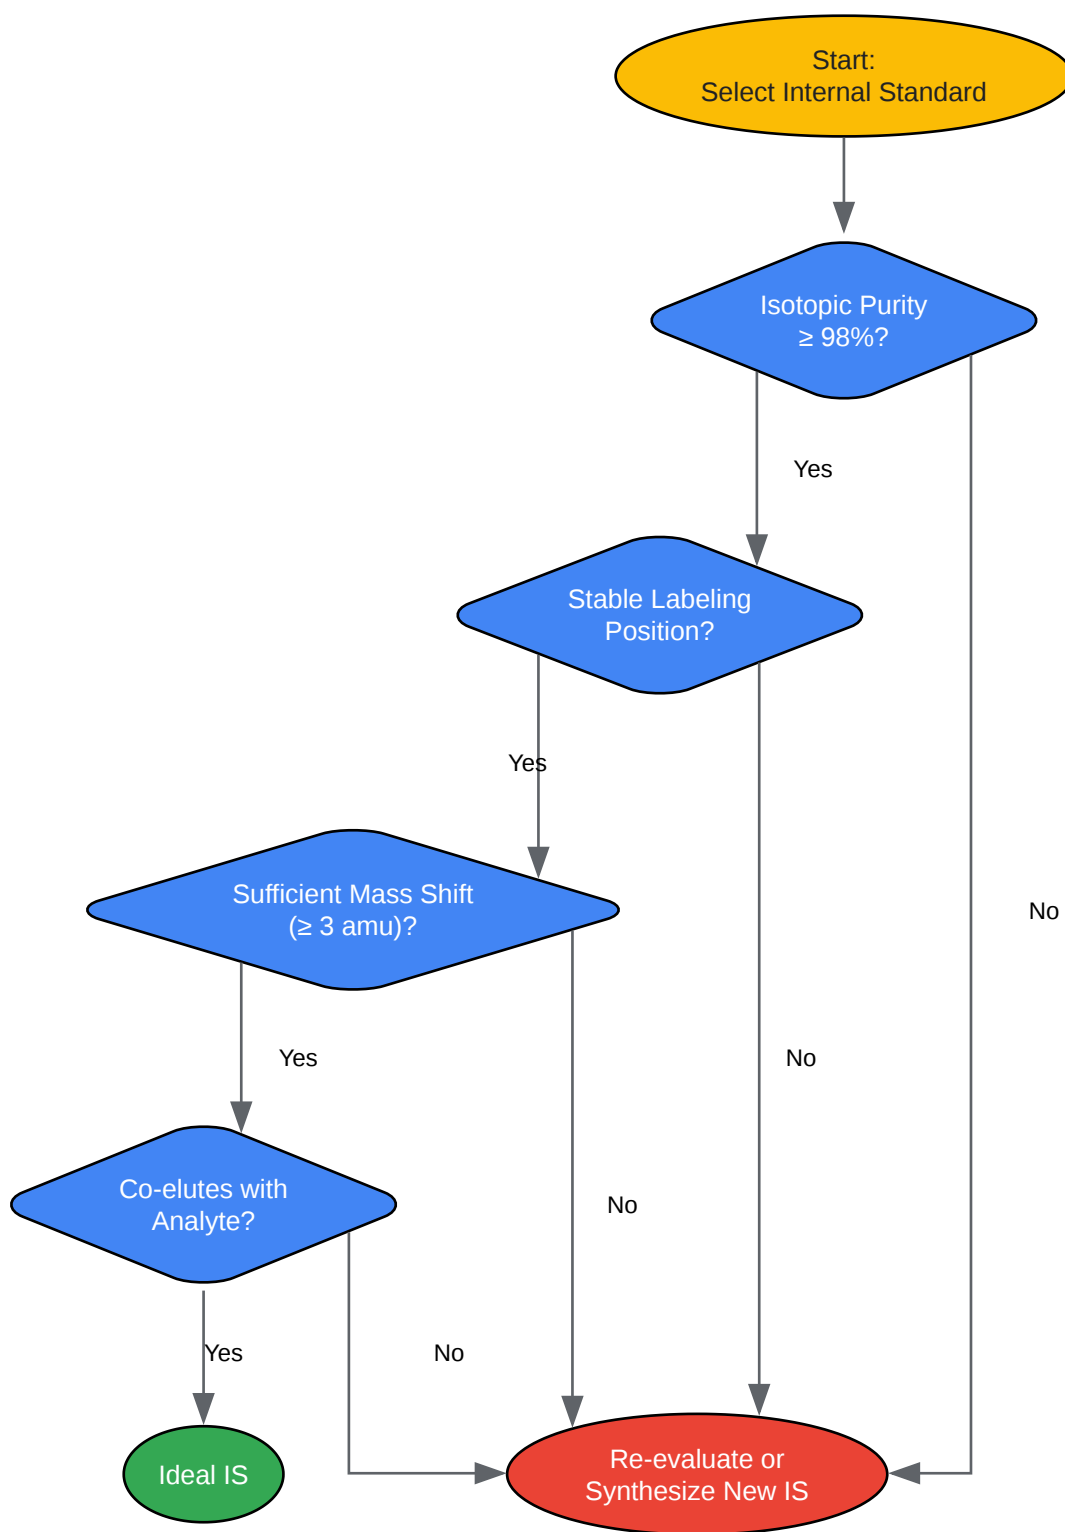 Start:
Select Internal Standard
Isotopic Purity
≥ 98%?
Yes
Stable Labeling
Position?
Yes
Sufficient Mass Shift
(≥ 3 amu)?
No
Yes
No
Co-elutes with
Analyte?
No
Yes
No
Ideal IS
Re-evaluate or
Synthesize New IS